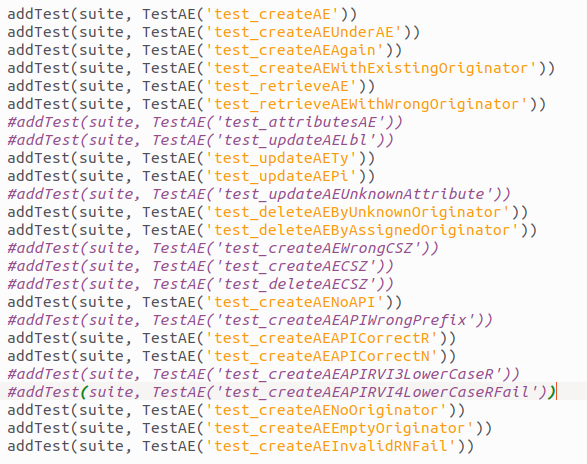 addTest(suite, TestAE('test_createAE'))
addTest(suite, TestAE('test_createAEUnderAE'))
addTest(suite, TestAE('test_createAEAgain'))
addTest(suite, TestAE('test_createAEWithExistingOriginator'))
addTest(suite, TestAE('test_retrieveAE'))
addTest(suite, TestAE('test_retrieveAEWithWrongOriginator'))
#addTest(suite, TestAE('test_attributesAE'))
#addTest(suite, TestAE('test_updateAELbl'))
addTest(suite, TestAE('test_updateAETy'))
addTest(suite, TestAE('test_updateAEPi'))
#addTest(suite, TestAE('test_updateAEUnknownAttribute'))
addTest(suite, TestAE('test_deleteAEByUnknownOriginator'))
addTest(suite, TestAE('test_deleteAEByAssignedOriginator'))
#addTest(suite, TestAE('test_createAEWrongCSZ'))
#addTest(suite, TestAE('test_createAECSZ'))
#addTest(suite, TestAE('test_deleteAECSZ'))
addTest(suite, TestAE('test_createAENoAPI'))
#addTest(suite, TestAE('test_createAEAPIWrongPrefix'))
addTest(suite, TestAE('test_createAEAPICorrectR'))
addTest(suite, TestAE('test_createAEAPICorrectN'))
#addTest(suite, TestAE('test_createAEAPIRVI3LowerCaseR'))
#addTest(suite, TestAE('test_createAEAPIRVI4LowerCaseRFail'))
addTest(suite, TestAE('test_createAENoOriginator'))
addTest(suite, TestAE('test_createAEEmptyOriginator'))
addTest(suite, TestAE('test_createAEInvalidRNFail'))